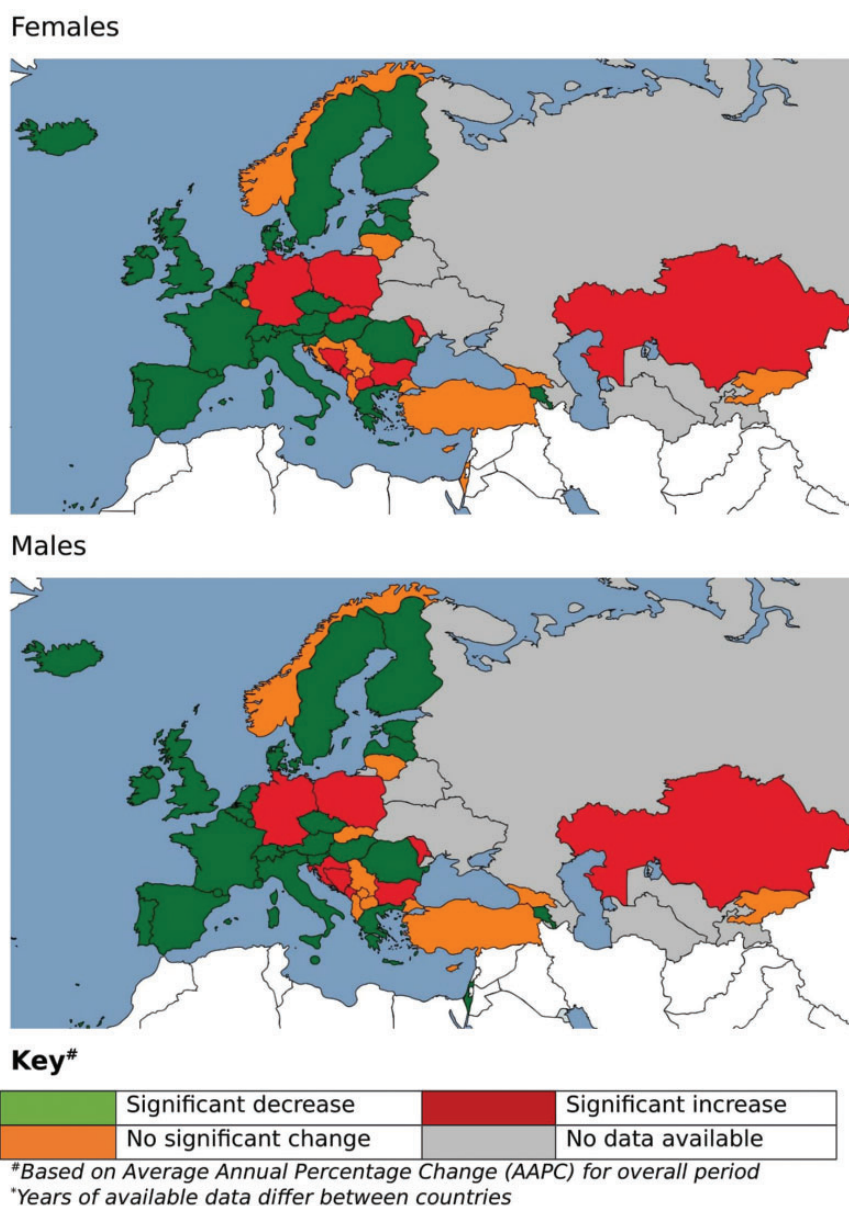 Females
Males
Key#
Significant decrease
Significant increase
No significant change
No data available
#Based on Average Annual Percentage Change (AAPC) for overall period
*Years of available data differ between countries